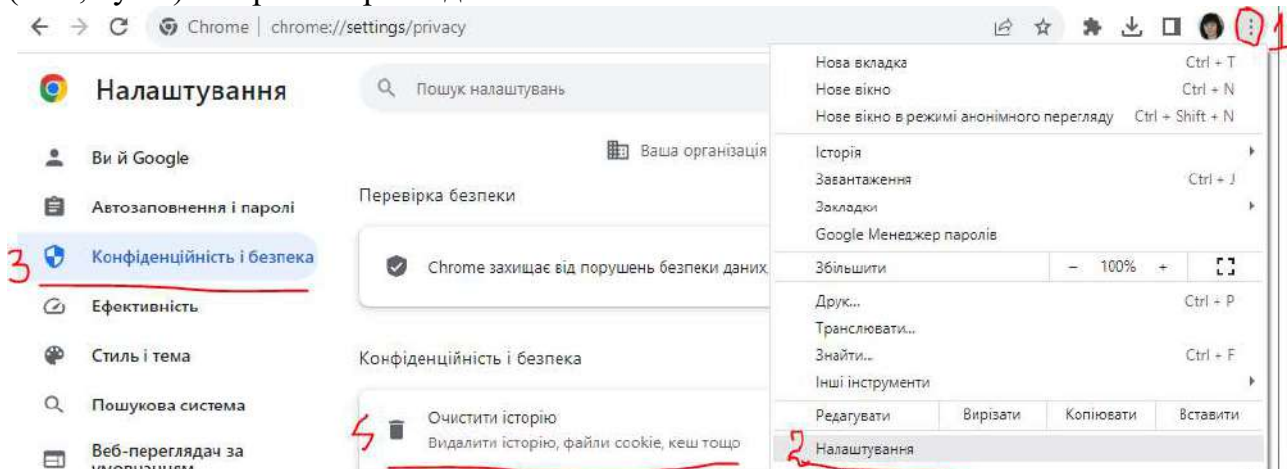 Chrome | chrome://settings/privacy
1
Налаштування
Пошук налаштувань
Ви й Google
Автозаповнення і паролі
3 Конфіденційність і безпека
Ефективність
Стиль і тема
Пошукова система
Веб-переглядач за
Ваша організація
Перевірка безпеки
Chrome захищає від порушень безпеки даних,
Конфіденційність і безпека
Очистити історію
Видалити історію, файли cookie, кеш тощо
Нова вкладка Ctrl + T
Нове вікно Ctrl + N
Нове вікно в режимі анонімного перегляду Ctrl + Shift + N
Історія
Завантаження Ctrl + J
Закладки
Google Менеджер паролів
Збільшити − 100% +
Друк... Ctrl + P
Транслювати...
Знайти... Ctrl + F
Інші інструменти
Редагувати Вирізати Копіювати Вставити
2 Налаштування